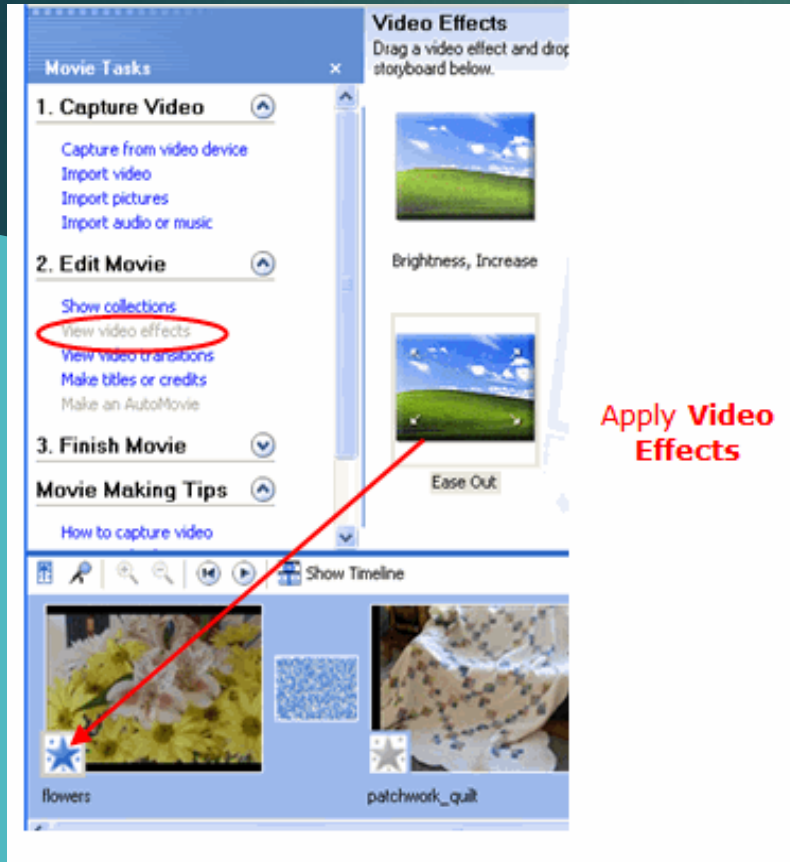 Movie Tasks
×
1. Capture Video
Capture from video device
Import video
Import pictures
Import audio or music
2. Edit Movie
Show collections
View video effects
View video transitions
Make titles or credits
Make an AutoMovie
3. Finish Movie
Movie Making Tips
How to capture video
Video Effects
Drag a video effect and drop
storyboard below.
Brightness, Increase
Ease Out
Show Timeline
flowers
patchwork_quilt
Apply Video
Effects